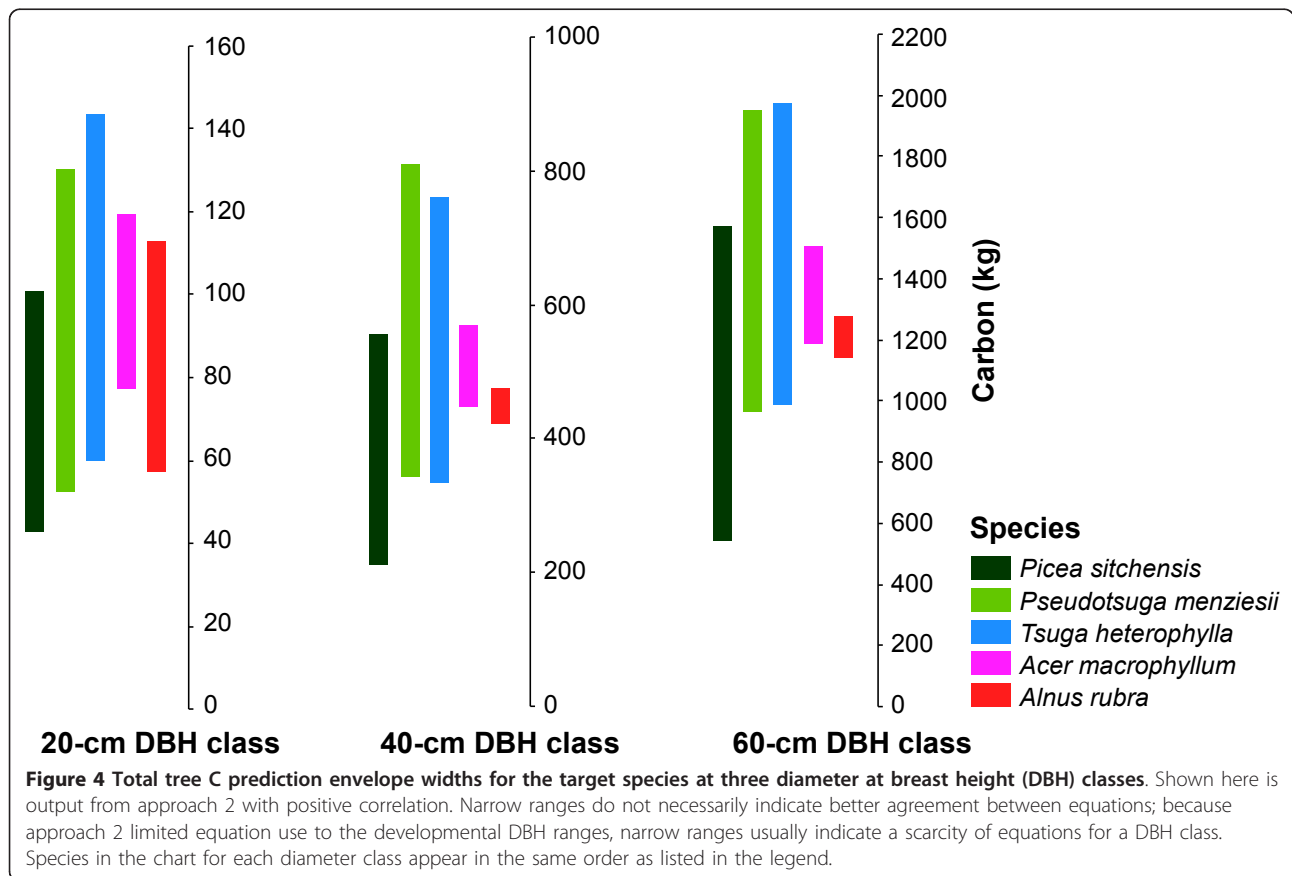 160
140
120
100
80
60
40
20
0
20-cm DBH class
1000
800
600
400
200
0
40-cm DBH class
2200
2000
1800
1600
1400
1200
1000
800
600
400
200
0
60-cm DBH class
Carbon (kg)
Species
Picea sitchensis
Pseudotsuga menziesii
Tsuga heterophylla
Acer macrophyllum
Alnus rubra
Figure 4 Total tree C prediction envelope widths for the target species at three diameter at breast height (DBH) classes. Shown here is
output from approach 2 with positive correlation. Narrow ranges do not necessarily indicate better agreement between equations; because
approach 2 limited equation use to the developmental DBH ranges, narrow ranges usually indicate a scarcity of equations for a DBH class.
Species in the chart for each diameter class appear in the same order as listed in the legend.